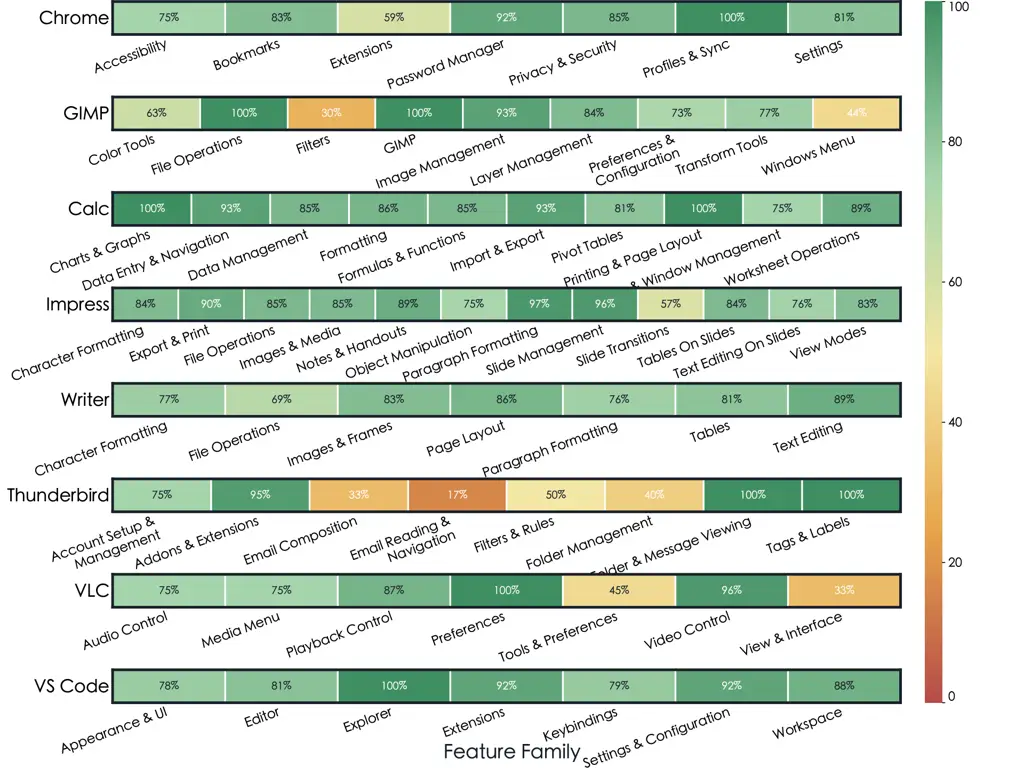 Chrome 75% 83% 59% 92% 85% 100% 81%
Accessibility Bookmarks Extensions Password Manager Privacy & Security Profiles & Sync Settings
GIMP 63% 100% 30% 100% 93% 84% 73% 77% 44%
Color Tools File Operations Filters GIMP Image Management Layer Management Preferences & Configuration Transform Tools Windows Menu
Calc 100% 93% 85% 86% 85% 93% 81% 100% 75% 89%
Charts & Graphs Data Entry & Navigation Data Management Formatting Formulas & Functions Import & Export Pivot Tables Printing & Page Layout & Window Management Worksheet Operations
Impress 84% 90% 85% 85% 89% 75% 97% 96% 57% 84% 76% 83%
Character Formatting Export & Print File Operations Images & Media Notes & Handouts Object Manipulation Paragraph Formatting Slide Management Slide Transitions Tables On Slides Text Editing On Slides View Modes
Writer 77% 69% 83% 86% 76% 81% 89%
Character Formatting File Operations Images & Frames Page Layout Paragraph Formatting Tables Text Editing
Thunderbird 75% 95% 33% 17% 50% 40% 100% 100%
Account Setup & Management Addons & Extensions Email Composition Email Reading & Navigation Filters & Rules Folder Management Folder & Message Viewing Tags & Labels
VLC 75% 75% 87% 100% 45% 96% 33%
Audio Control Media Menu Playback Control Preferences Tools & Preferences Video Control View & Interface
VS Code 78% 81% 100% 92% 79% 92% 88%
Appearance & UI Editor Explorer Extensions Keybindings Settings & Configuration Workspace
Feature Family
100
80
60
40
20
0